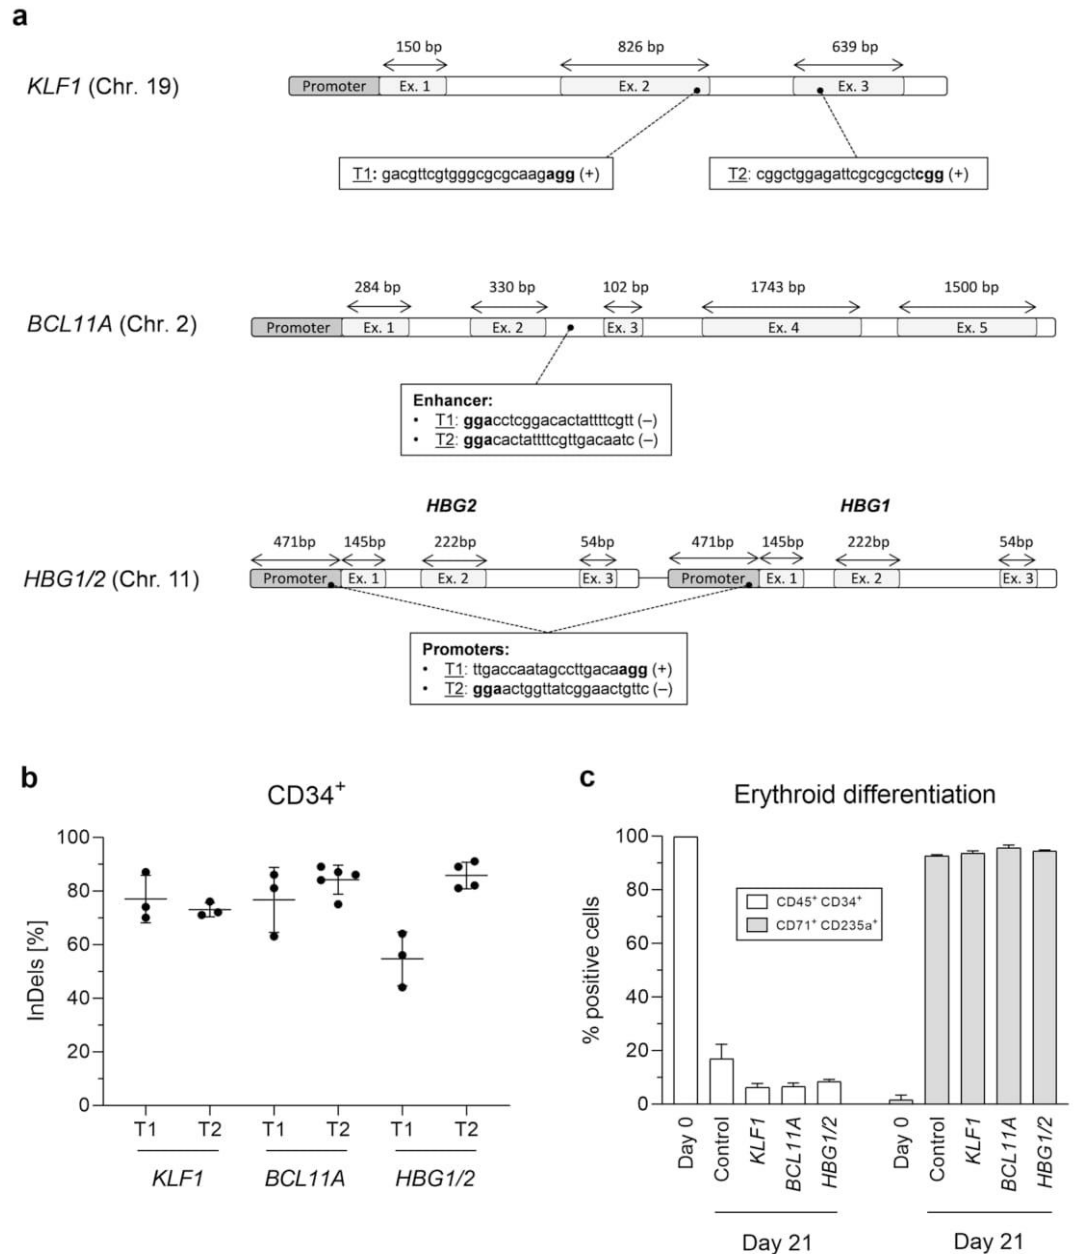 a
150 bp 826 bp 639 bp
KLF1 (Chr. 19) Promoter Ex. 1 Ex. 2 Ex. 3
T1: gacgttcgtgggcgcgcaagagg (+) T2: cggctggagattcgcgcgctcgg (+)
284 bp 330 bp 102 bp 1743 bp 1500 bp
BCL11A (Chr. 2) Promoter Ex. 1 Ex. 2 Ex. 3 Ex. 4 Ex. 5
Enhancer:
• T1: ggacctcggacactattttcgtt (–)
• T2: ggacactattttcgttgacaatc (–)
HBG2 HBG1
471bp 145bp 222bp 54bp 471bp 145bp 222bp 54bp
HBG1/2 (Chr. 11) Promoter Ex. 1 Ex. 2 Ex. 3 Promoter Ex. 1 Ex. 2 Ex. 3
Promoters:
• T1: ttgaccaatagccttgacaagg (+)
• T2: ggaactggttatcggaactgttc (–)
b
CD34+
InDels [%]
100
80
60
40
20
0
T1 T2 T1 T2 T1 T2
KLF1 BCL11A HBG1/2
c
Erythroid differentiation
% positive cells
100
80
60
40
20
0
CD45+ CD34+
CD71+ CD235a+
Day 0 Control KLF1 BCL11A HBG1/2 Day 0 Control KLF1 BCL11A HBG1/2
Day 21 Day 21